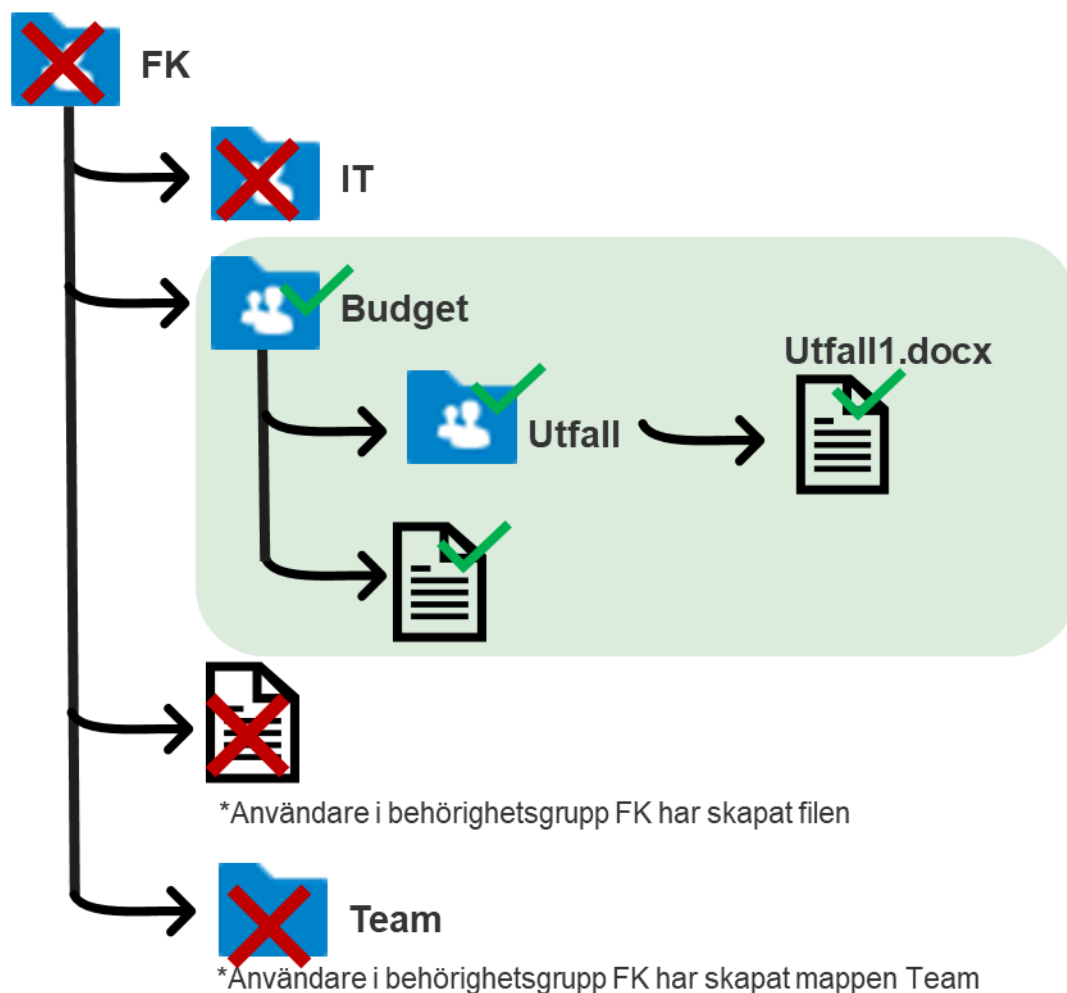 FK
IT
Budget
Utfall1.docx
Utfall
*Användare i behörighetsgrupp FK har skapat filen
Team
*Användare i behörighetsgrupp FK har skapat mappen Team